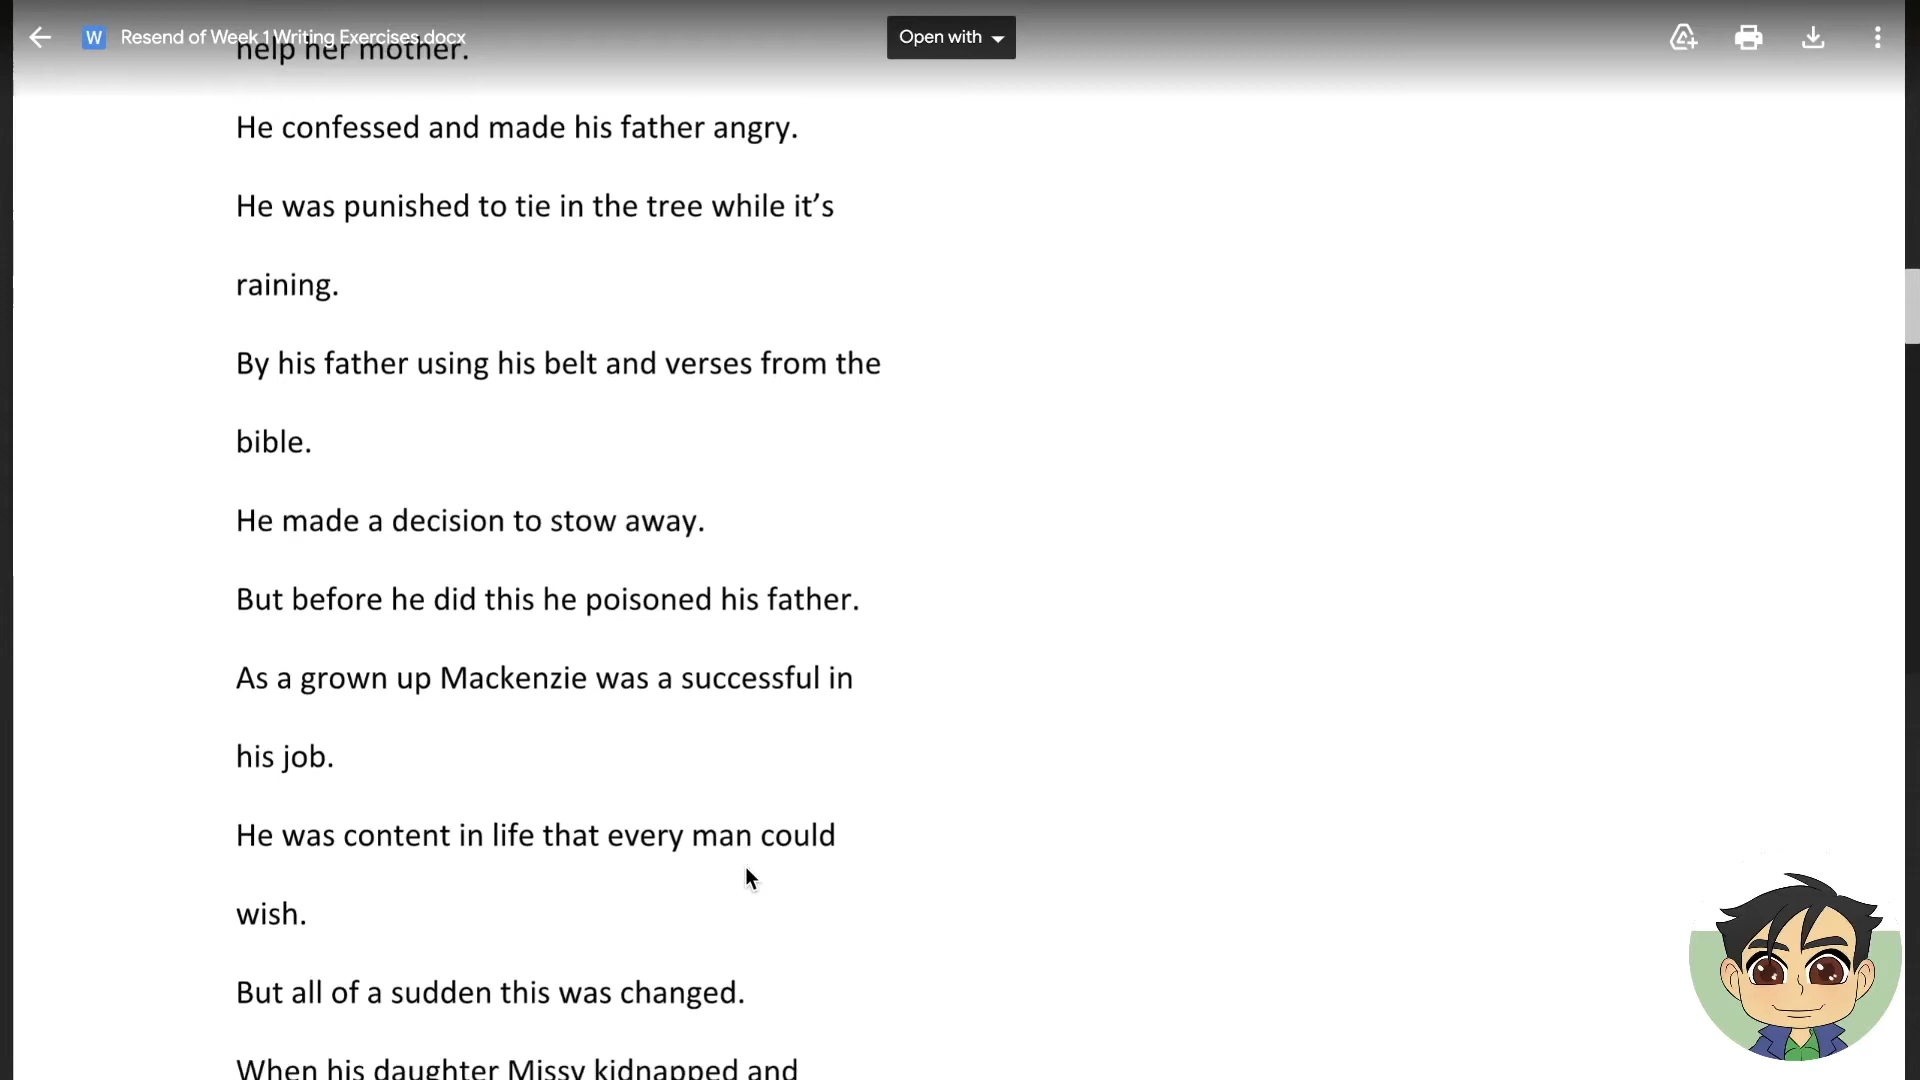 Resend of Week 1 Writing Exercises.docx
Open with
help her mother.
He confessed and made his father angry.
He was punished to tie in the tree while it’s
raining.
By his father using his belt and verses from the
bible.
He made a decision to stow away.
But before he did this he poisoned his father.
As a grown up Mackenzie was a successful in
his job.
He was content in life that every man could
wish.
But all of a sudden this was changed.
When his daughter Missy kidnapped and